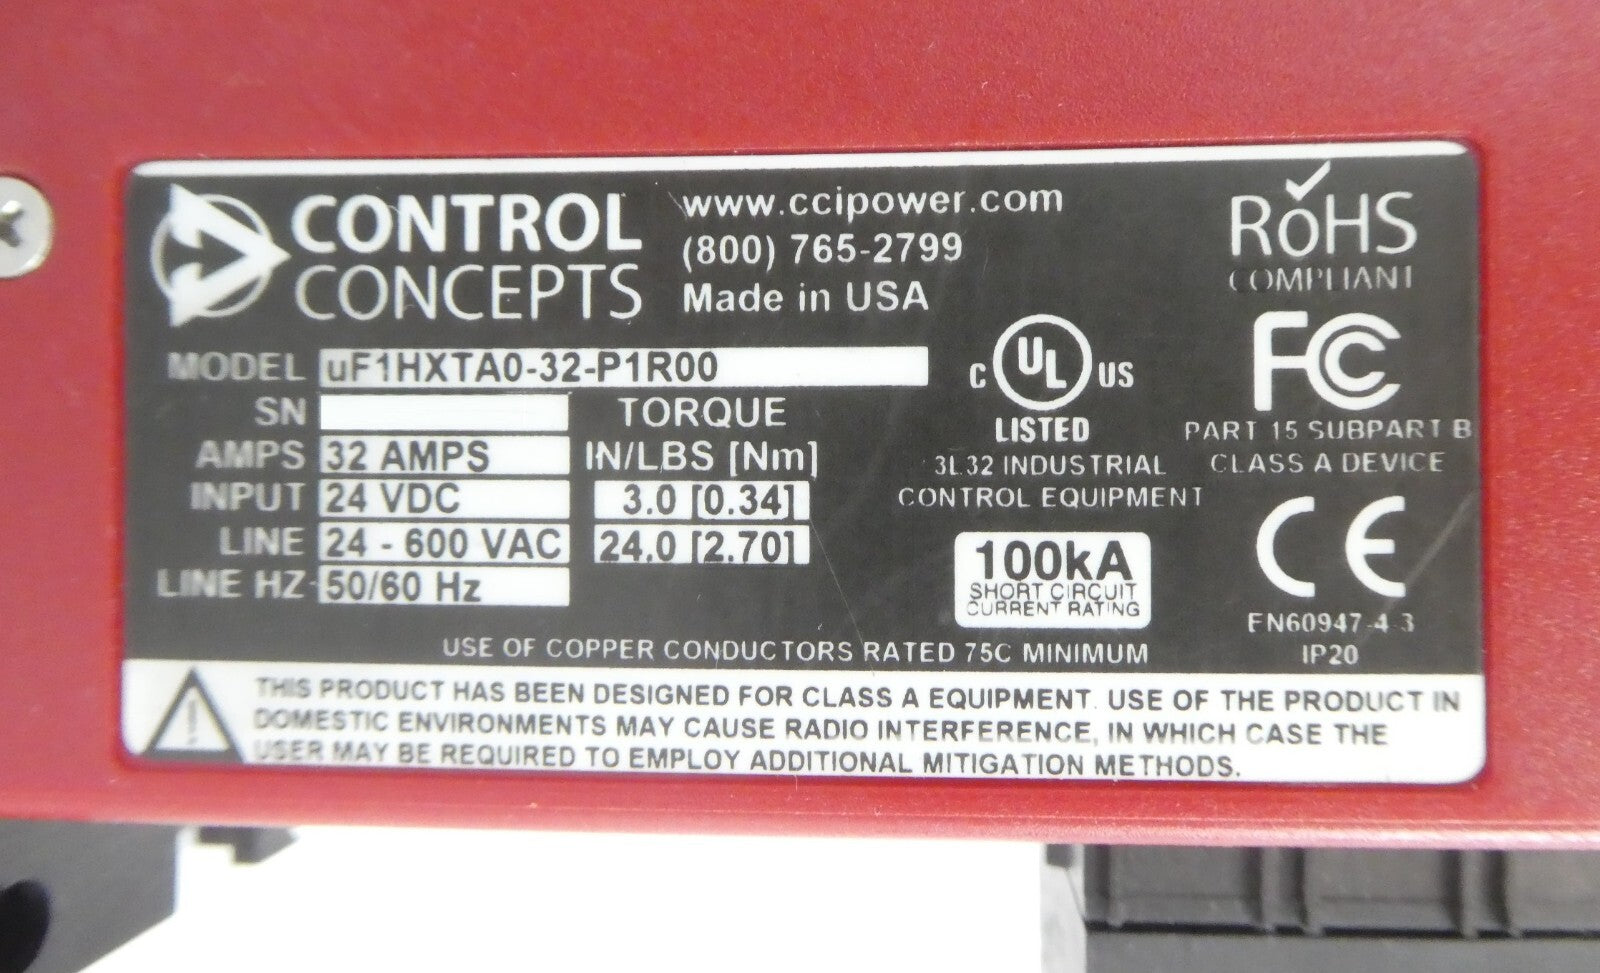 CONTROL
CONCEPTS
www.ccipower.com
(800) 765-2799
Made in USA
RoHS
COMPLIANT
MODEL uF1HXTA0-32-P1R00
SN
AMPS 32 AMPS
INPUT 24 VDC
LINE 24 - 600 VAC
LINE HZ 50/60 Hz
TORQUE
IN/LBS [Nm]
3.0 [0.34]
24.0 [2.70]
C UL US
LISTED
3L32 INDUSTRIAL
CONTROL EQUIPMENT
100kA
SHORT CIRCUIT
CURRENT RATING
FC
PART 15 SUBPART B
CLASS A DEVICE
CE
EN60947-4-3
IP20
USE OF COPPER CONDUCTORS RATED 75C MINIMUM
THIS PRODUCT HAS BEEN DESIGNED FOR CLASS A EQUIPMENT. USE OF THE PRODUCT IN
DOMESTIC ENVIRONMENTS MAY CAUSE RADIO INTERFERENCE, IN WHICH CASE THE
USER MAY BE REQUIRED TO EMPLOY ADDITIONAL MITIGATION METHODS.